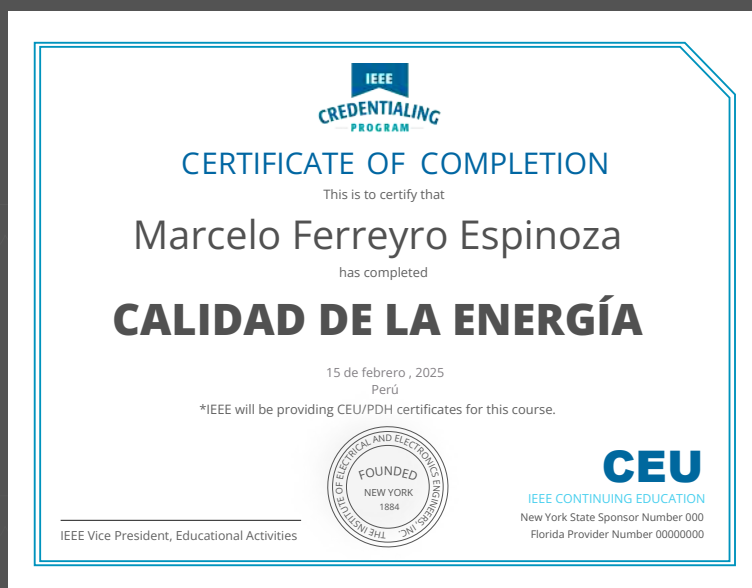 IEEE
CREDENTIALING
PROGRAM
CERTIFICATE OF COMPLETION
This is to certify that
Marcelo Ferreyro Espinoza
has completed
CALIDAD DE LA ENERGÍA
15 de febrero , 2025
Perú
*IEEE will be providing CEU/PDH certificates for this course.
THE INSTITUTE OF ELECTRICAL AND ELECTRONICS ENGINEERS, INC.
FOUNDED
NEW YORK
1884
CEU
IEEE CONTINUING EDUCATION
New York State Sponsor Number 000
Florida Provider Number 00000000
IEEE Vice President, Educational Activities